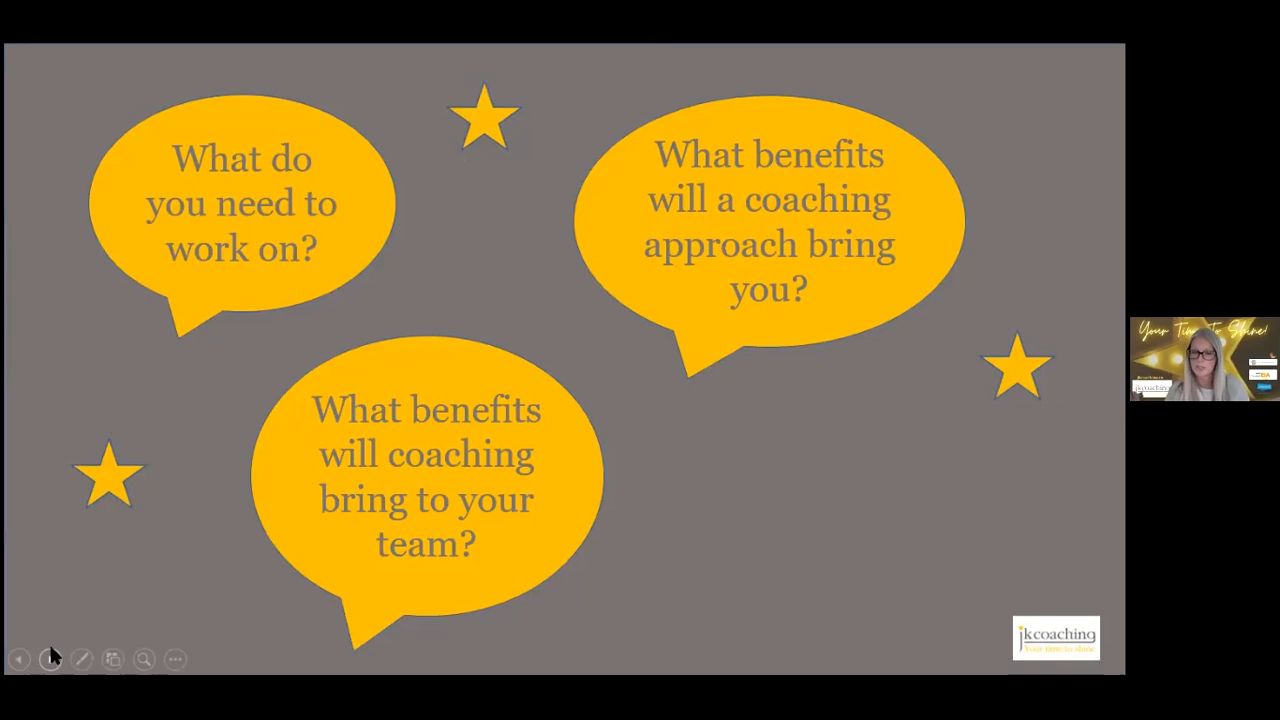 What do
you need to
work on?
What benefits
will a coaching
approach bring
you?
What benefits
will coaching
bring to your
team?
Your Time To Shine!
jkcoaching
jkcoaching
Your time to shine